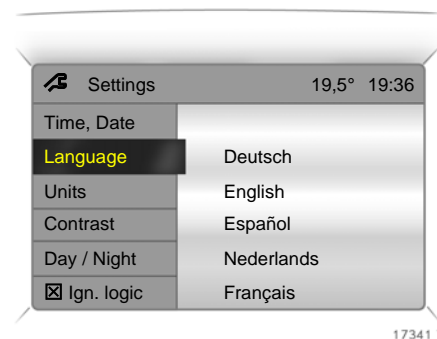 Settings 19,5° 19:36
Time, Date
Language Deutsch
Units English
Contrast Español
Day / Night Nederlands
☒ Ign. logic Français
17341